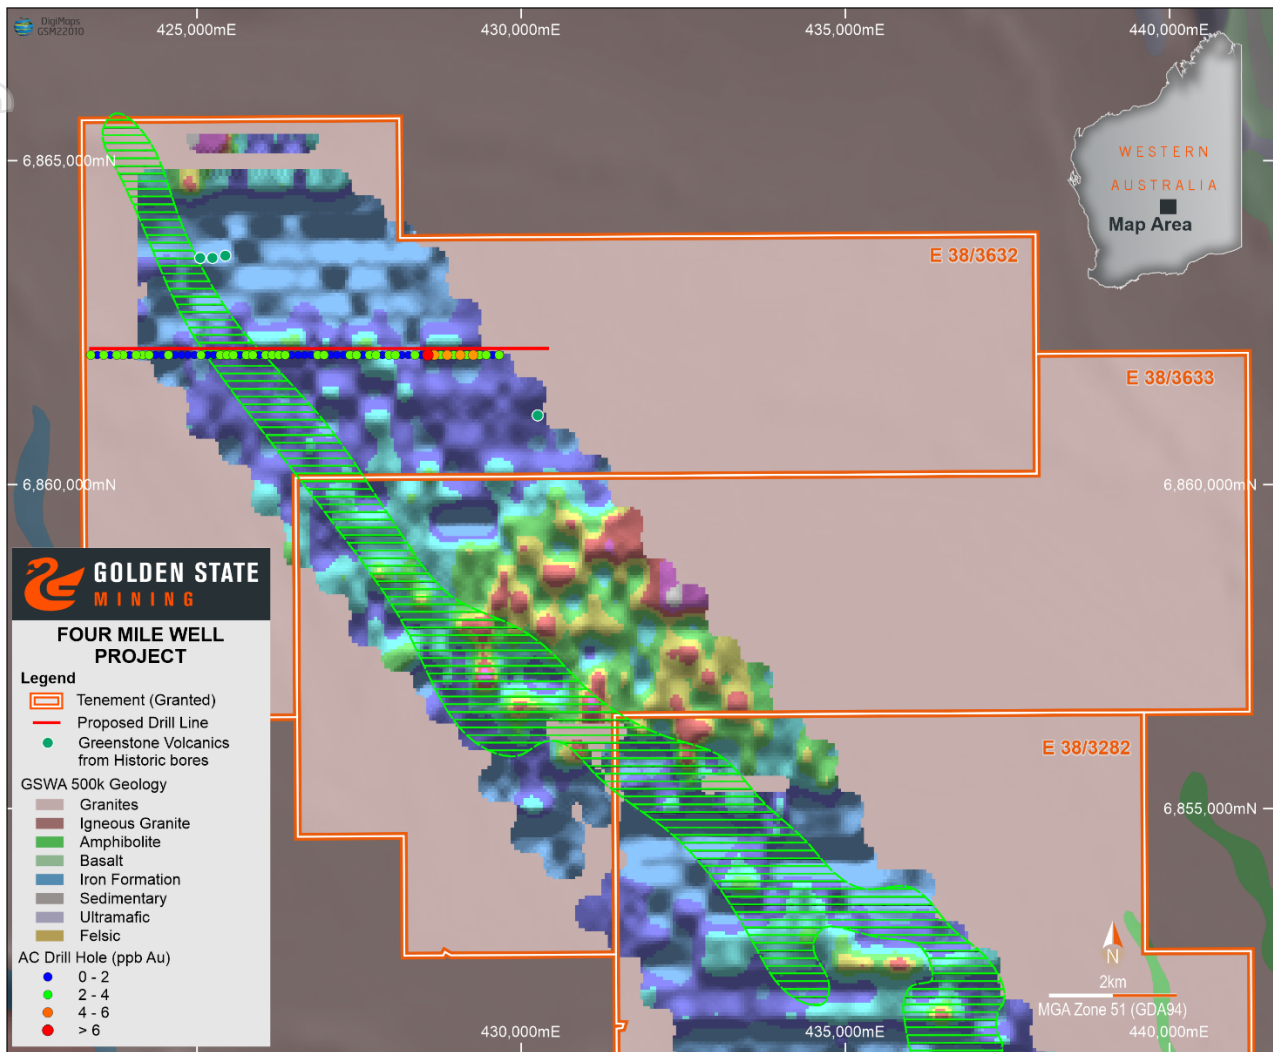 DigiMaps
GSM22010
425,000mE
430,000mE
435,000mE
440,000mE
WESTERN
AUSTRALIA
Map Area
6,865,000mN
E 38/3632
E 38/3633
6,860,000mN
6,860,000mN
GOLDEN STATE
MINING
FOUR MILE WELL
PROJECT
Legend
Tenement (Granted)
Proposed Drill Line
Greenstone Volcanics
from Historic bores
GSWA 500k Geology
Granites
Igneous Granite
Amphibolite
Basalt
Iron Formation
Sedimentary
Ultramafic
Felsic
AC Drill Hole (ppb Au)
0 - 2
2 - 4
4 - 6
> 6
E 38/3282
6,855,000mN
N
2km
MGA Zone 51 (GDA94)
430,000mE
435,000mE
440,000mE